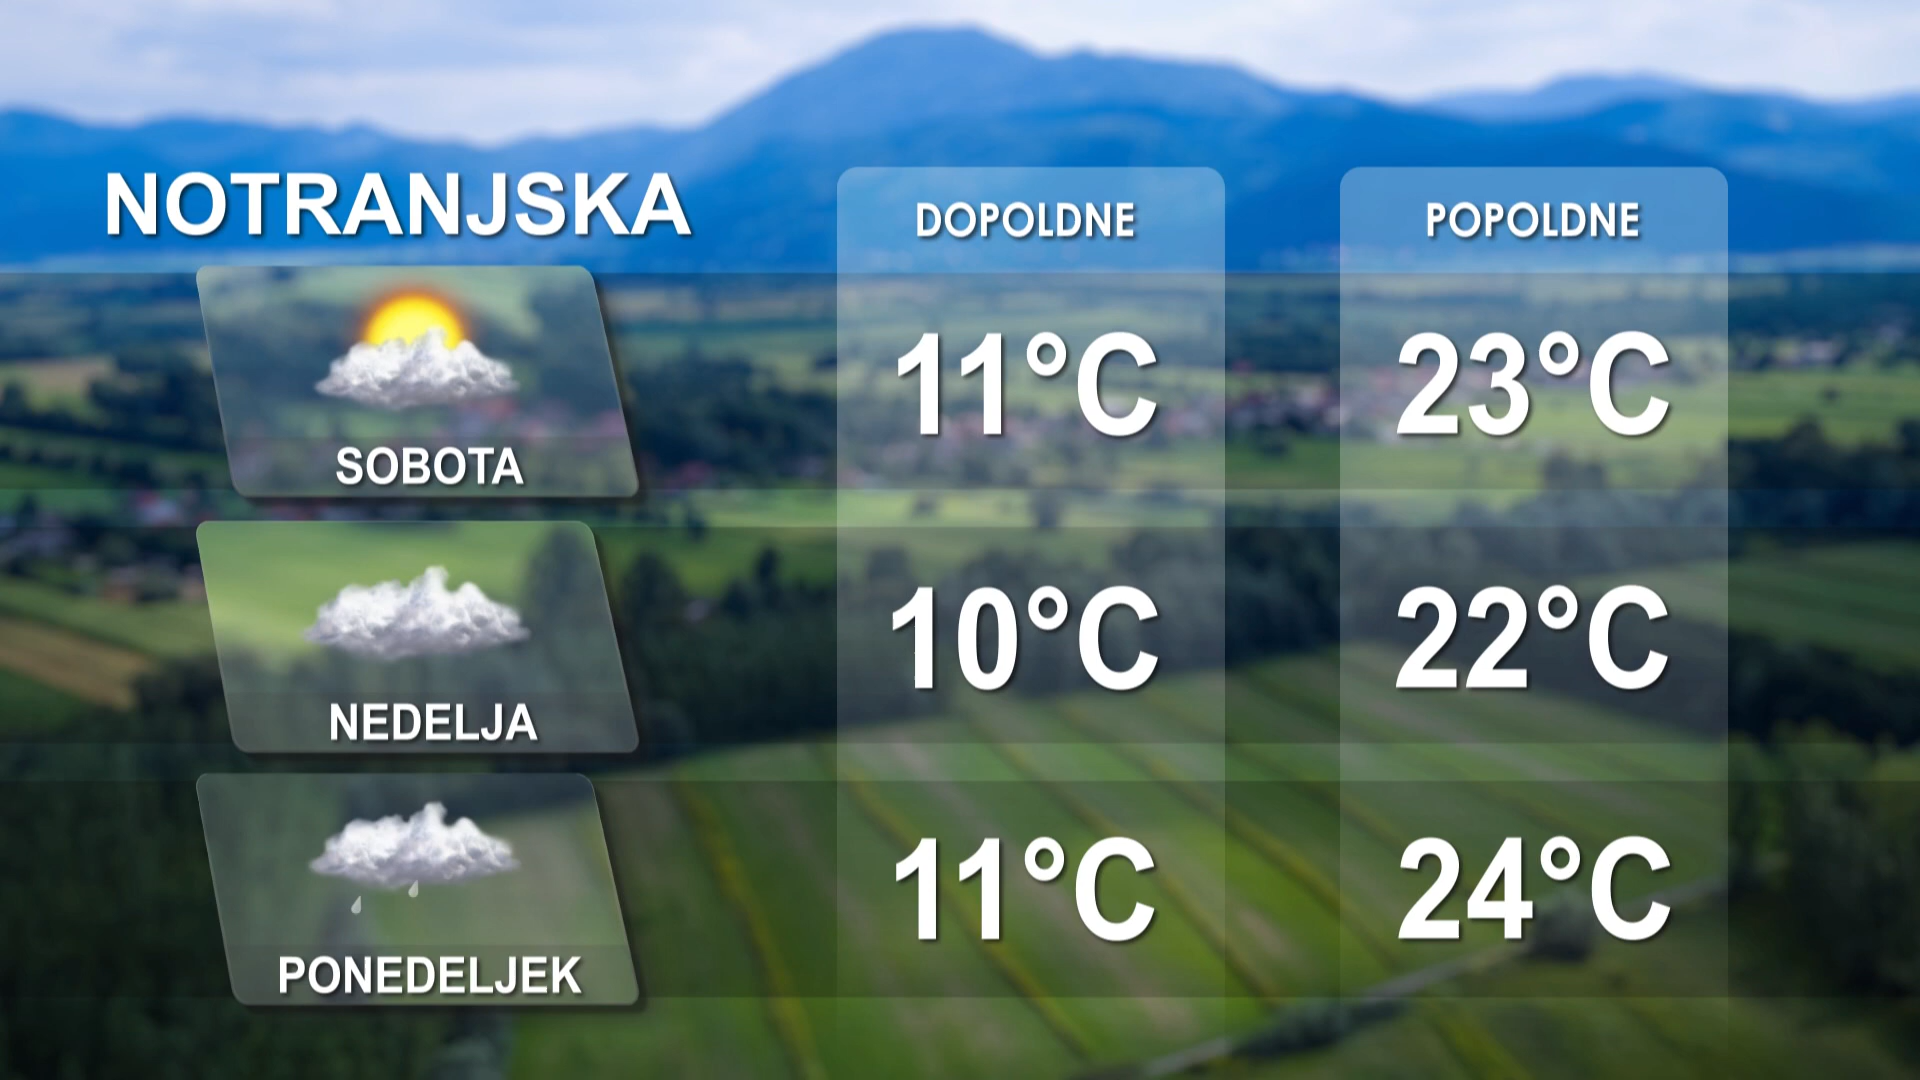 NOTRANJSKA
DOPOLDNE
POPOLDNE
SOBOTA
11°C
23°C
NEDELJA
10°C
22°C
PONEDELJEK
11°C
24°C